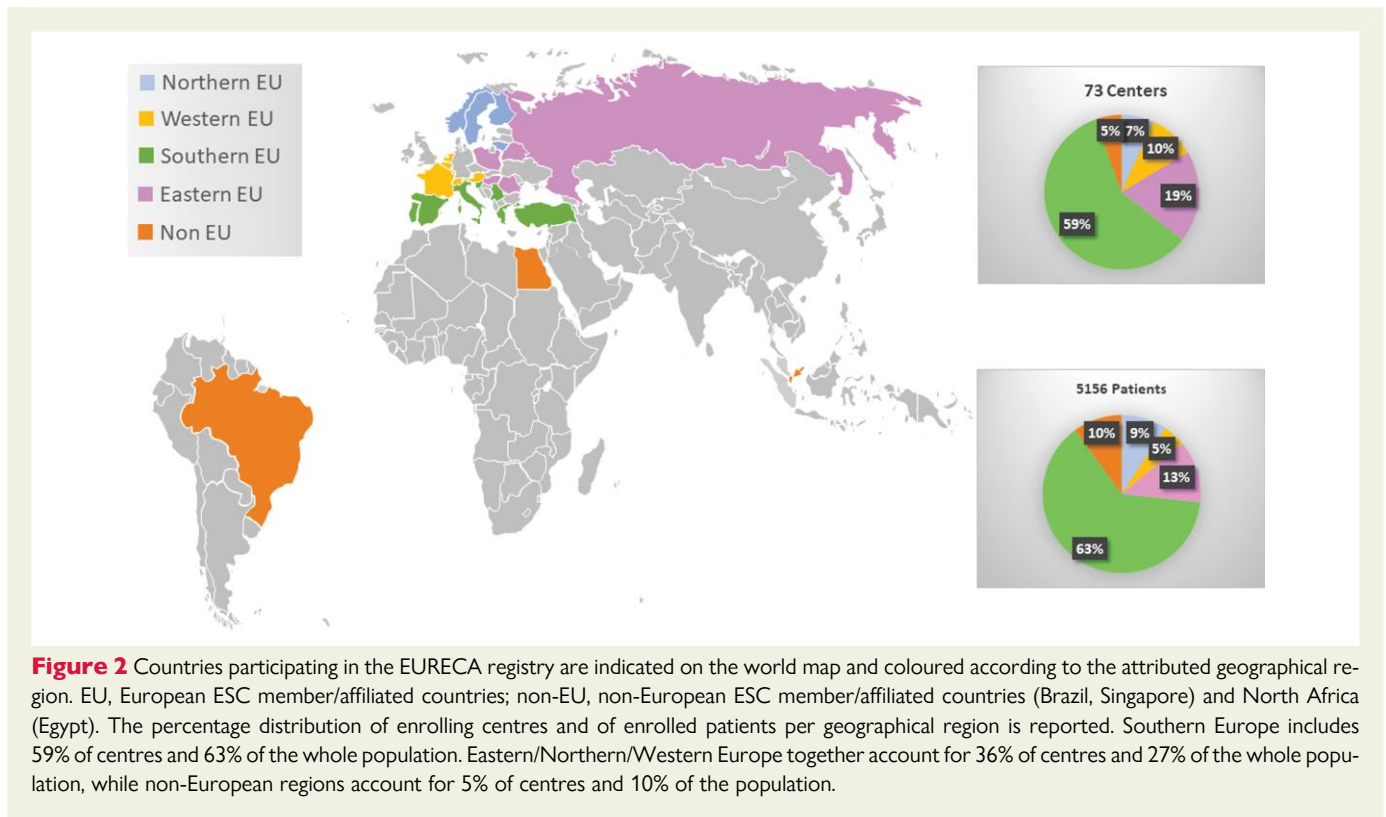 Northern EU
Western EU
Southern EU
Eastern EU
Non EU
73 Centers
5% 7%
10%
19%
59%
5156 Patients
10% 9%
5%
13%
63%
Figure 2 Countries participating in the EURECA registry are indicated on the world map and coloured according to the attributed geographical re-
gion. EU, European ESC member/affiliated countries; non-EU, non-European ESC member/affiliated countries (Brazil, Singapore) and North Africa
(Egypt). The percentage distribution of enrolling centres and of enrolled patients per geographical region is reported. Southern Europe includes
59% of centres and 63% of the whole population. Eastern/Northern/Western Europe together account for 36% of centres and 27% of the whole popu-
lation, while non-European regions account for 5% of centres and 10% of the population.